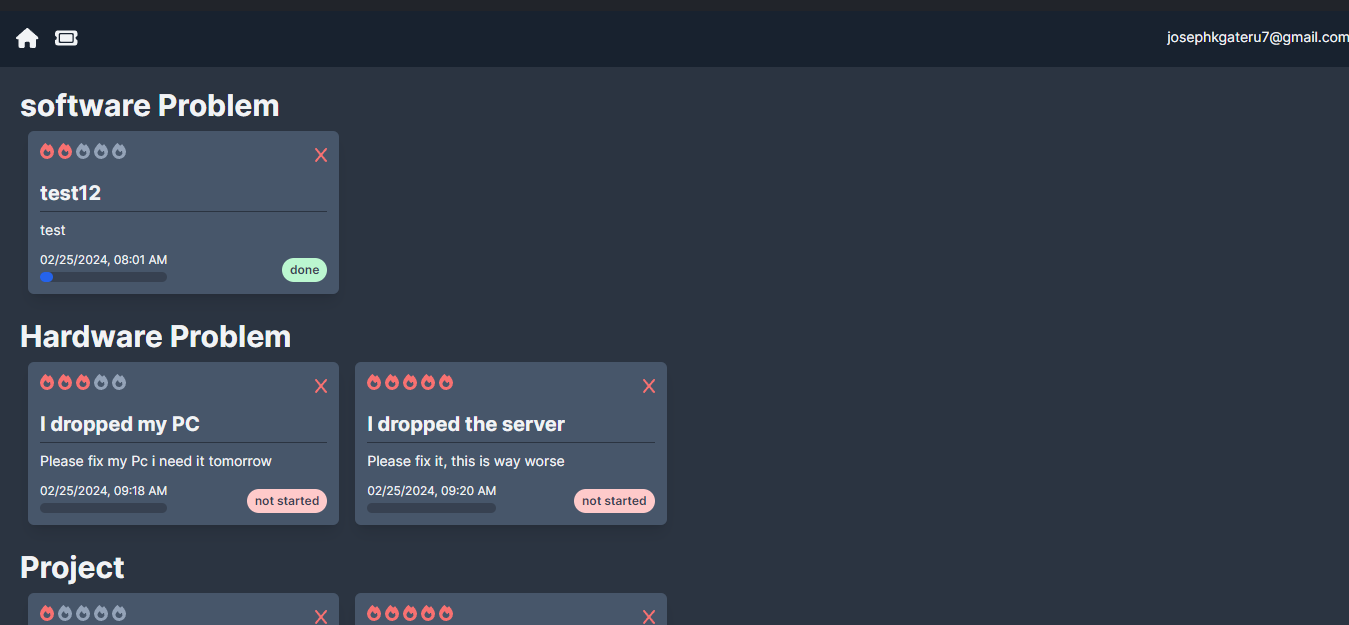 josephkgateru7@gmail.com
software Problem
test12
test
02/25/2024, 08:01 AM
done
Hardware Problem
I dropped my PC
Please fix my Pc i need it tomorrow
02/25/2024, 09:18 AM
not started
I dropped the server
Please fix it, this is way worse
02/25/2024, 09:20 AM
not started
Project